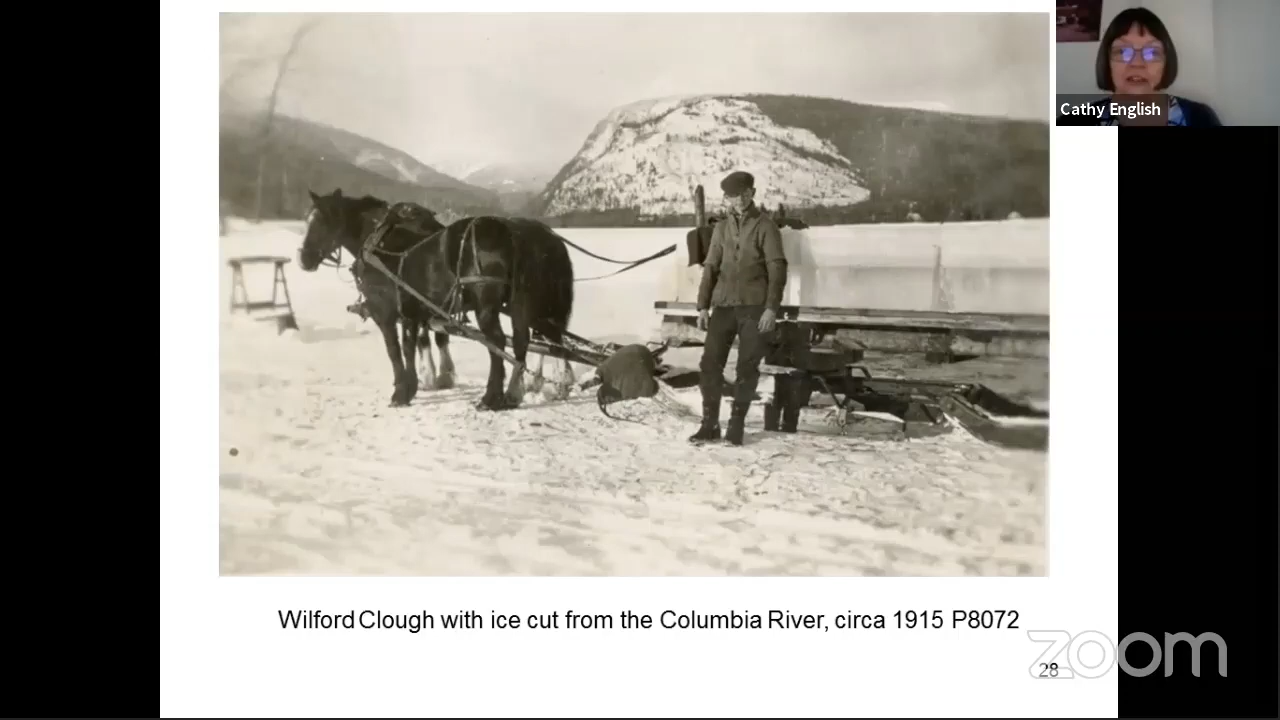 Cathy English
Wilford Clough with ice cut from the Columbia River, circa 1915 P8072
28
zoom